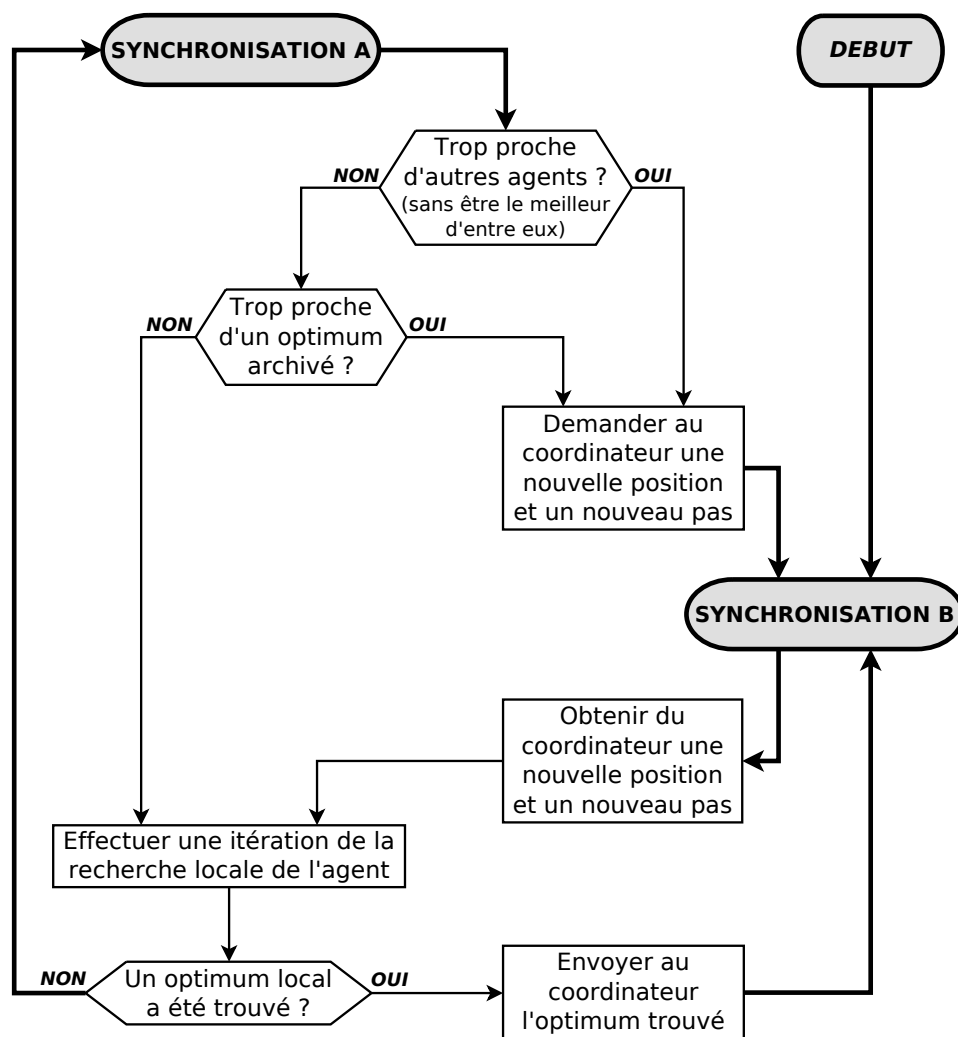 SYNCHRONISATION A
DEBUT
Trop proche
d'autres agents ?
(sans être le meilleur
d'entre eux)
NON
OUI
Trop proche
d'un optimum
archivé ?
NON
OUI
Demander au
coordinateur une
nouvelle position
et un nouveau pas
SYNCHRONISATION B
Obtenir du
coordinateur une
nouvelle position
et un nouveau pas
Effectuer une itération de la
recherche locale de l'agent
Un optimum local
a été trouvé ?
NON
OUI
Envoyer au
coordinateur
l'optimum trouvé